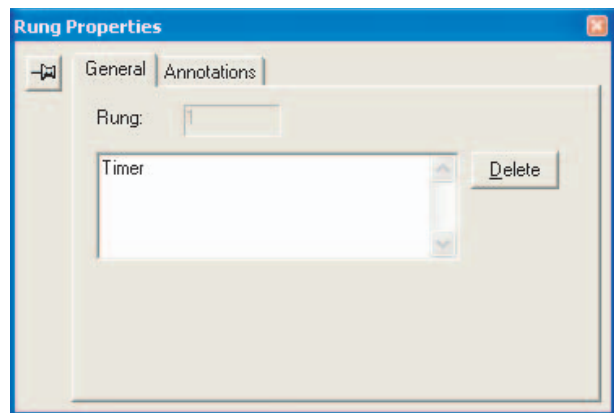 Rung Properties
General Annotations
Rung: 1
Timer
Delete